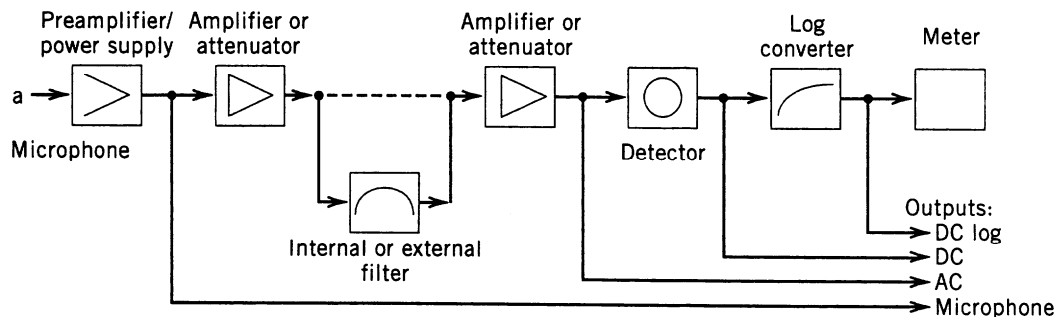 Preamplifier/
power supply
Amplifier or
attenuator
Amplifier or
attenuator
Log
converter
Meter
a
Microphone
Detector
Internal or external
filter
Outputs:
DC log
DC
AC
Microphone